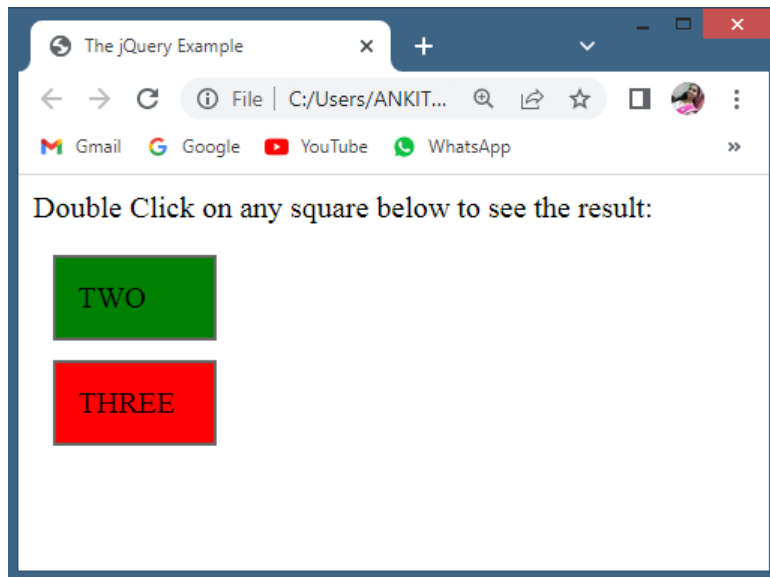 The jQuery Example
File | C:/Users/ANKIT...
Gmail Google YouTube WhatsApp
Double Click on any square below to see the result:
TWO
THREE